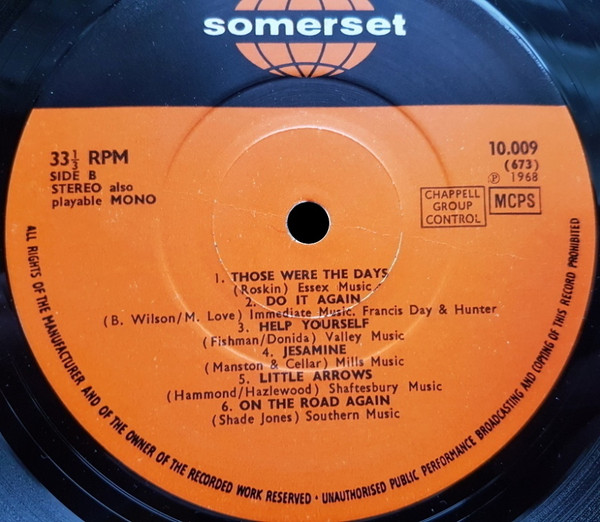 somerset
33⅓ RPM
SIDE B
STEREO also
playable MONO
10.009
(673)
℗ 1968
CHAPPELL
GROUP
CONTROL
MCPS
1. THOSE WERE THE DAYS
(Roskin) Essex Music.
2. DO IT AGAIN
(B. Wilson/M. Love) Immediate Music. Francis Day & Hunter
3. HELP YOURSELF
(Fishman/Donida) Valley Music
4. JESAMINE
(Manston & Cellar) Mills Music
5. LITTLE ARROWS
(Hammond/Hazlewood) Shaftesbury Music
6. ON THE ROAD AGAIN
(Shade Jones) Southern Music
ALL RIGHTS OF THE MANUFACTURER AND OF THE OWNER OF THE RECORDED WORK RESERVED · UNAUTHORISED PUBLIC PERFORMANCE BROADCASTING AND COPYING OF THIS RECORD PROHIBITED